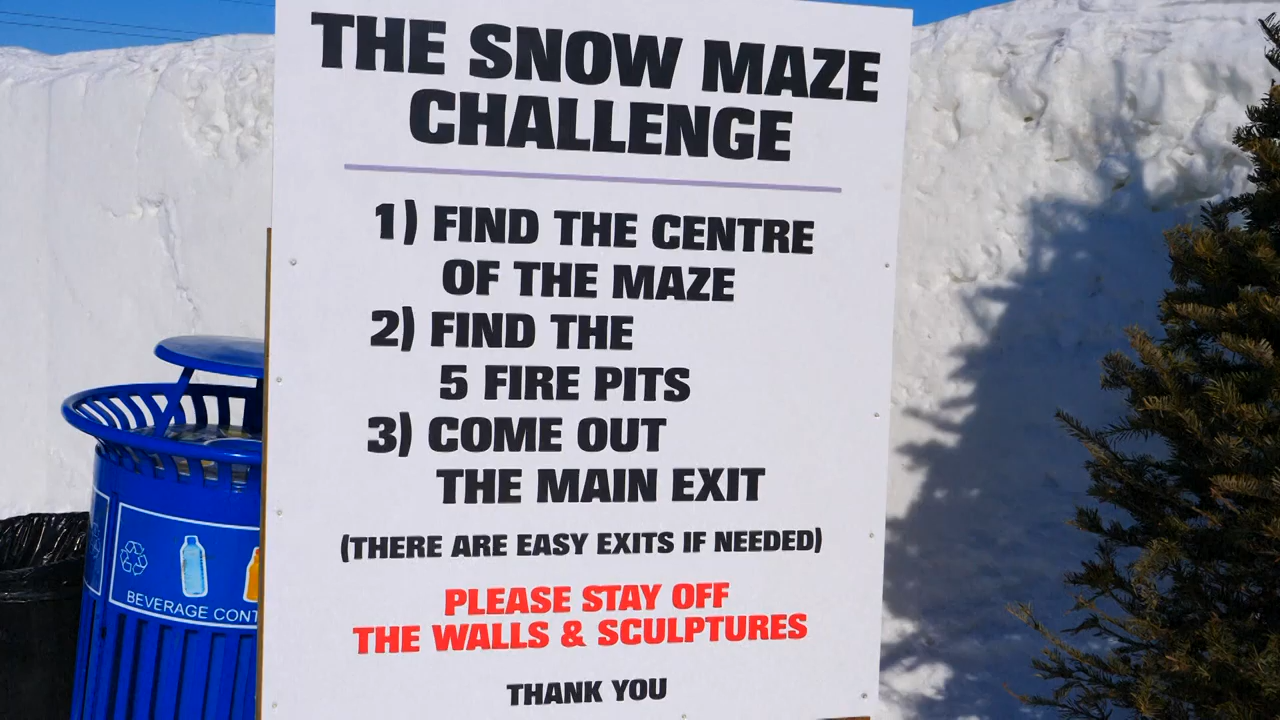 THE SNOW MAZE
CHALLENGE
1) FIND THE CENTRE
OF THE MAZE
2) FIND THE
5 FIRE PITS
3) COME OUT
THE MAIN EXIT
(THERE ARE EASY EXITS IF NEEDED)
PLEASE STAY OFF
THE WALLS & SCULPTURES
THANK YOU
BEVERAGE CONT